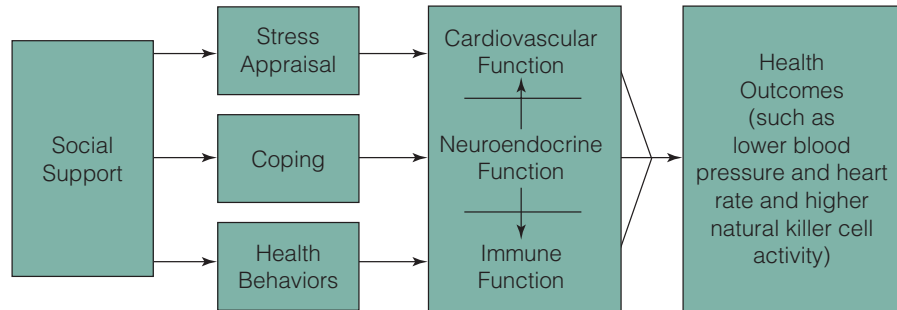 Social
Support
Stress
Appraisal
Coping
Health
Behaviors
Cardiovascular
Function
Neuroendocrine
Function
Immune
Function
Health
Outcomes
(such as
lower blood
pressure and heart
rate and higher
natural killer cell
activity)